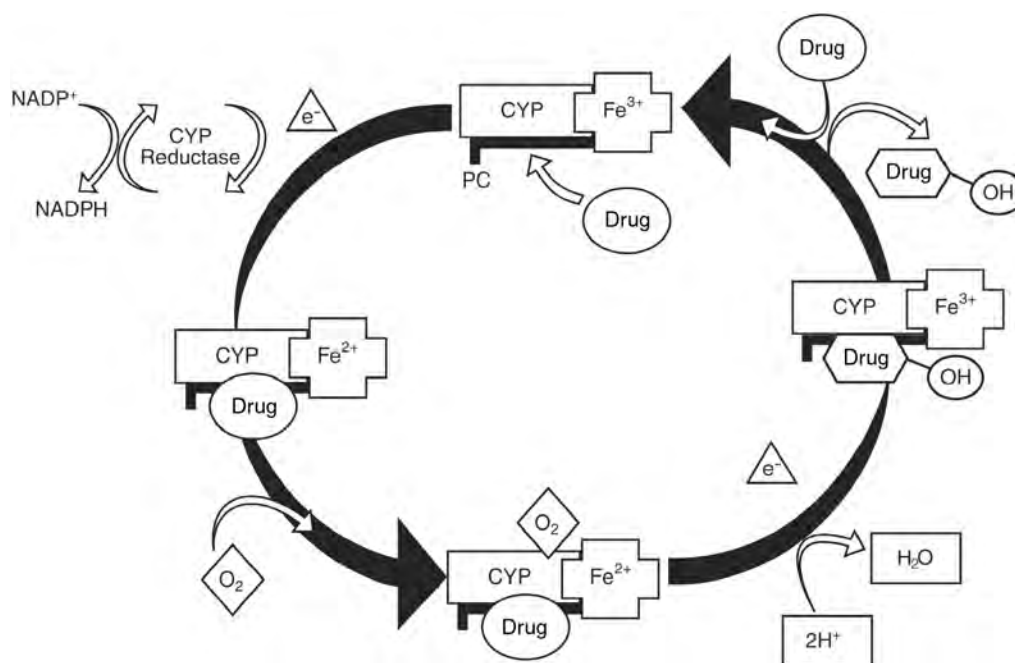 Drug
NADP⁺
e⁻
CYP
Fe³⁺
CYP
Reductase
Drug
OH
PC
NADPH
Drug
CYP
Fe³⁺
CYP
Fe²⁺
Drug
OH
Drug
e⁻
O₂
CYP
Fe²⁺
H₂O
O₂
Drug
2H⁺